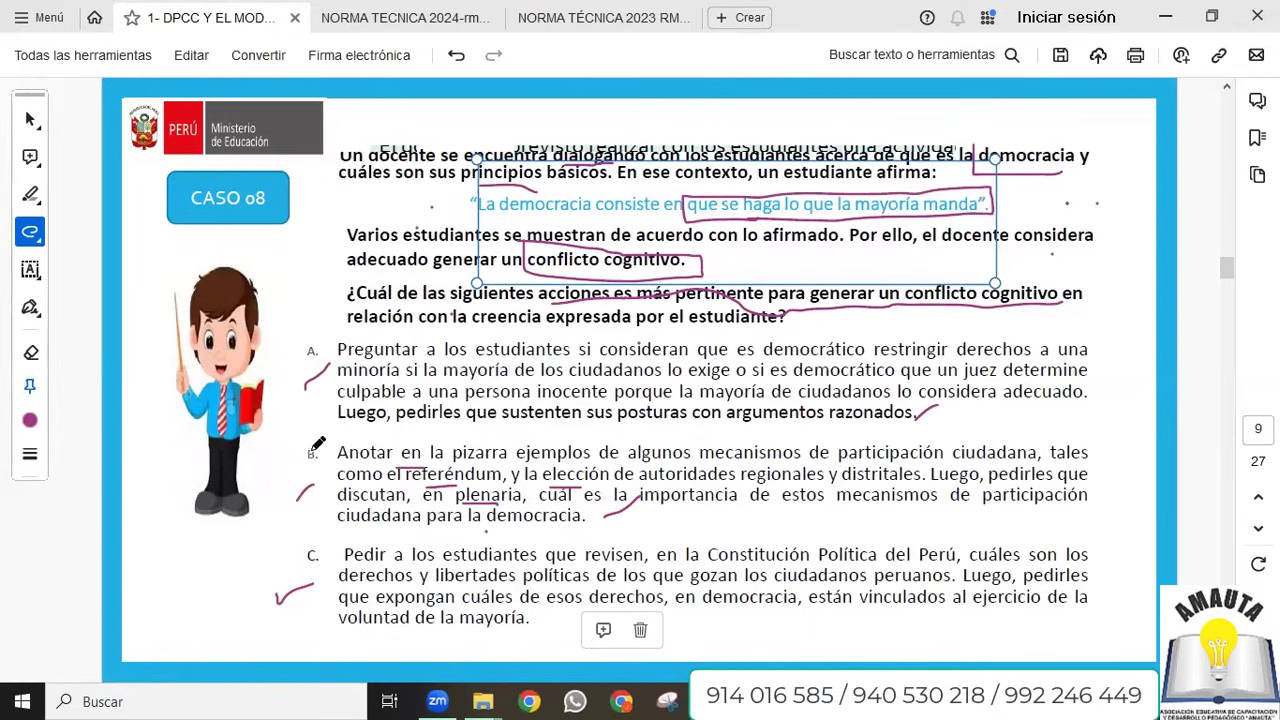 Menú
1- DPCC Y EL MOD...
NORMA TECNICA 2024-rm...
NORMA TÉCNICA 2023 RM...
Crear
Iniciar sesión
Todas las herramientas
Editar
Convertir
Firma electrónica
Buscar texto o herramientas
PERÚ
Ministerio
de Educación
CASO o8
Un docente se encuentra dialogando con los estudiantes acerca de qué es la democracia y
cuáles son sus principios básicos. En ese contexto, un estudiante afirma:
“La democracia consiste en que se haga lo que la mayoría manda”.
Varios estudiantes se muestran de acuerdo con lo afirmado. Por ello, el docente considera
adecuado generar un conflicto cognitivo.
¿Cuál de las siguientes acciones es más pertinente para generar un conflicto cognitivo en
relación con la creencia expresada por el estudiante?
A. Preguntar a los estudiantes si consideran que es democrático restringir derechos a una
minoría si la mayoría de los ciudadanos lo exige o si es democrático que un juez determine
culpable a una persona inocente porque la mayoría de ciudadanos lo considera adecuado.
Luego, pedirles que sustenten sus posturas con argumentos razonados.
B. Anotar en la pizarra ejemplos de algunos mecanismos de participación ciudadana, tales
como el referéndum, y la elección de autoridades regionales y distritales. Luego, pedirles que
discutan, en plenaria, cuál es la importancia de estos mecanismos de participación
ciudadana para la democracia.
C. Pedir a los estudiantes que revisen, en la Constitución Política del Perú, cuáles son los
derechos y libertades políticas de los que gozan los ciudadanos peruanos. Luego, pedirles
que expongan cuáles de esos derechos, en democracia, están vinculados al ejercicio de la
voluntad de la mayoría.
9
27
AMAUTA
914 016 585 / 940 530 218 / 992 246 449
Buscar